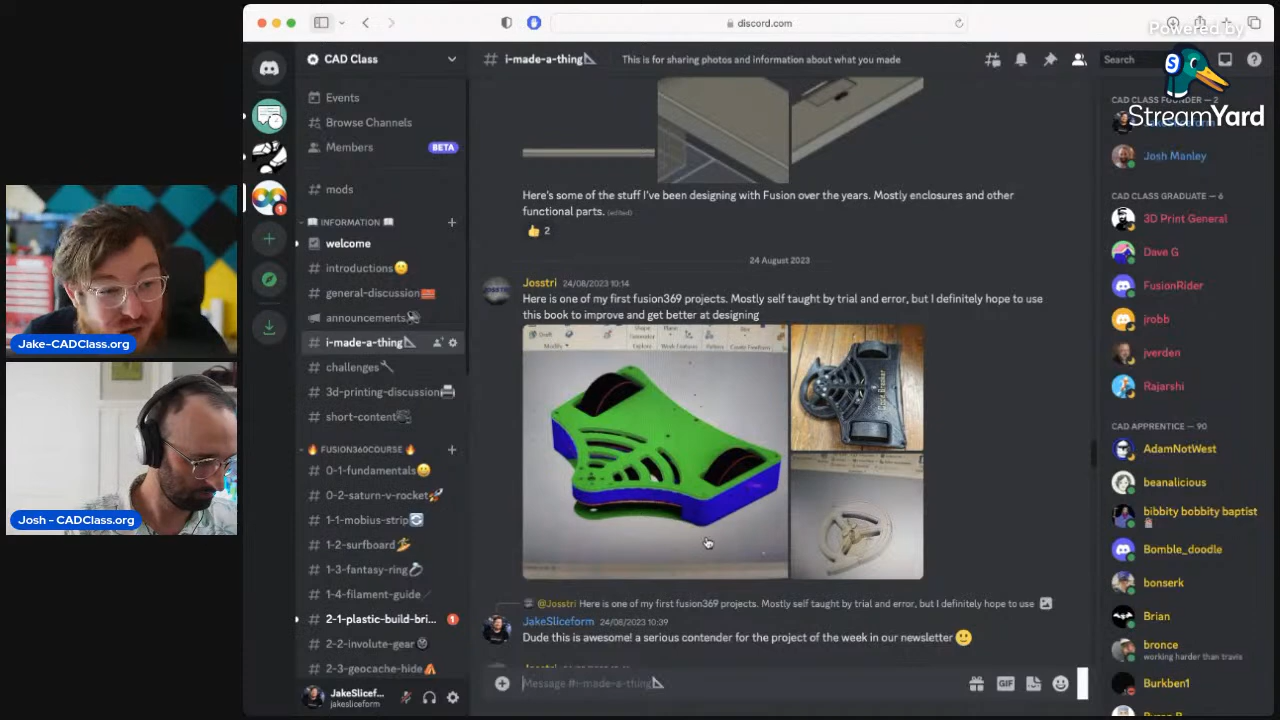 discord.com
Powered by
StreamYard
CAD Class
Events
Browse Channels
Members
BETA
mods
INFORMATION
welcome
introductions
general-discussion
announcements
i-made-a-thing
challenges
3d-printing-discussion
short-content
FUSION360COURSE
0-1-fundamentals
0-2-saturn-v-rocket
1-1-mobius-strip
1-2-surfboard
1-3-fantasy-ring
1-4-filament-guide
2-1-plastic-build-bri...
1
2-2-involute-gear
2-3-geocache-hide
JakeSlicef...
jakesliceform
# i-made-a-thing
This is for sharing photos and information about what you made
Search
Here's some of the stuff I've been designing with Fusion over the years. Mostly enclosures and other
functional parts. (edited)
2
24 August 2023
Josstri 24/08/2023 10:14
Here is one of my first fusion369 projects. Mostly self taught by trial and error, but I definitely hope to use
this book to improve and get better at designing
@Josstri Here is one of my first fusion369 projects. Mostly self taught by trial and error, but I definitely hope to use
JakeSliceform 24/08/2023 10:39
Dude this is awesome! a serious contender for the project of the week in our newsletter
Message #i-made-a-thing
GIF
CAD CLASS FOUNDER – 2
Josh Manley
CAD CLASS GRADUATE – 6
3D Print General
Dave G
FusionRider
jrobb
jverden
Rajarshi
CAD APPRENTICE – 90
AdamNotWest
beanalicious
bibbity bobbity baptist
Bomble_doodle
bonserk
Brian
bronce
working harder than travis
Burkben1
Jake-CADClass.org
Josh - CADClass.org